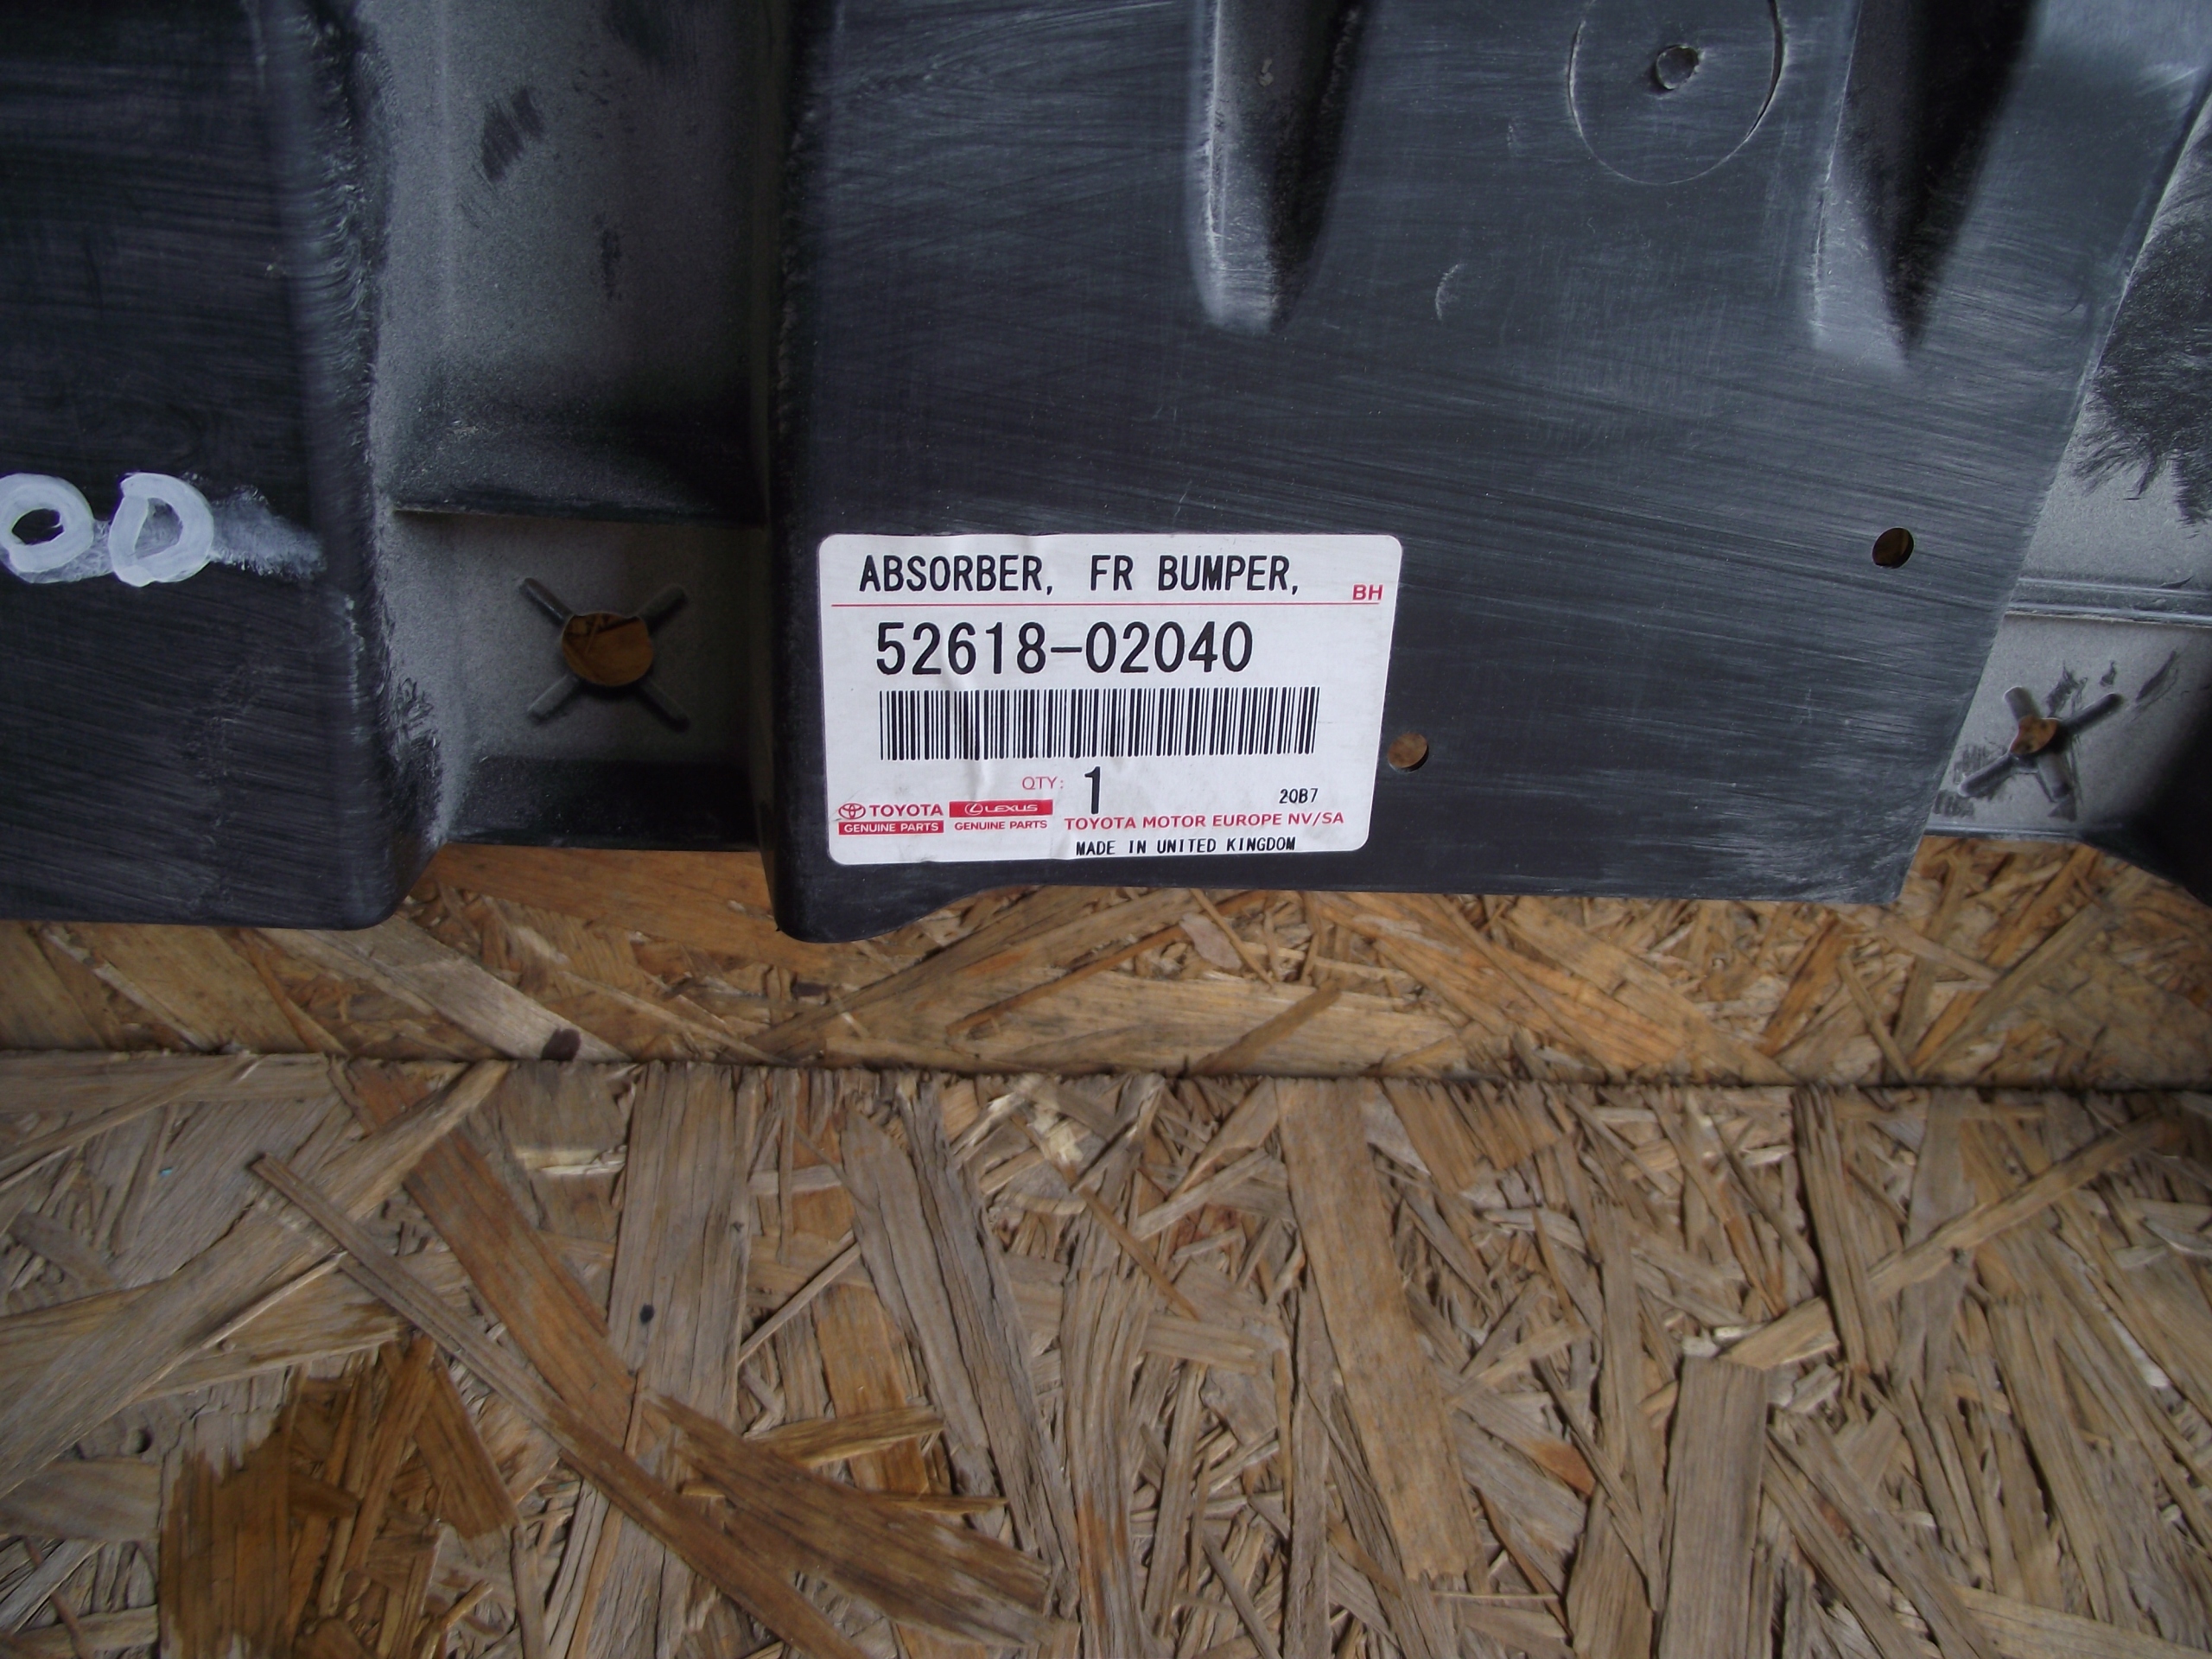 OD
ABSORBER, FR BUMPER,
BH
52618-02040
QTY: 1
20B7
TOYOTA
GENUINE PARTS
LEXUS
GENUINE PARTS
TOYOTA MOTOR EUROPE NV/SA
MADE IN UNITED KINGDOM